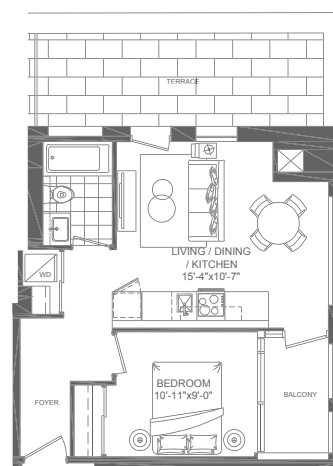 TERRACE
LIVING / DINING
/ KITCHEN
15'-4"x10'-7"
WD
BEDROOM
10'-11"x9'-0"
FOYER
BALCONY